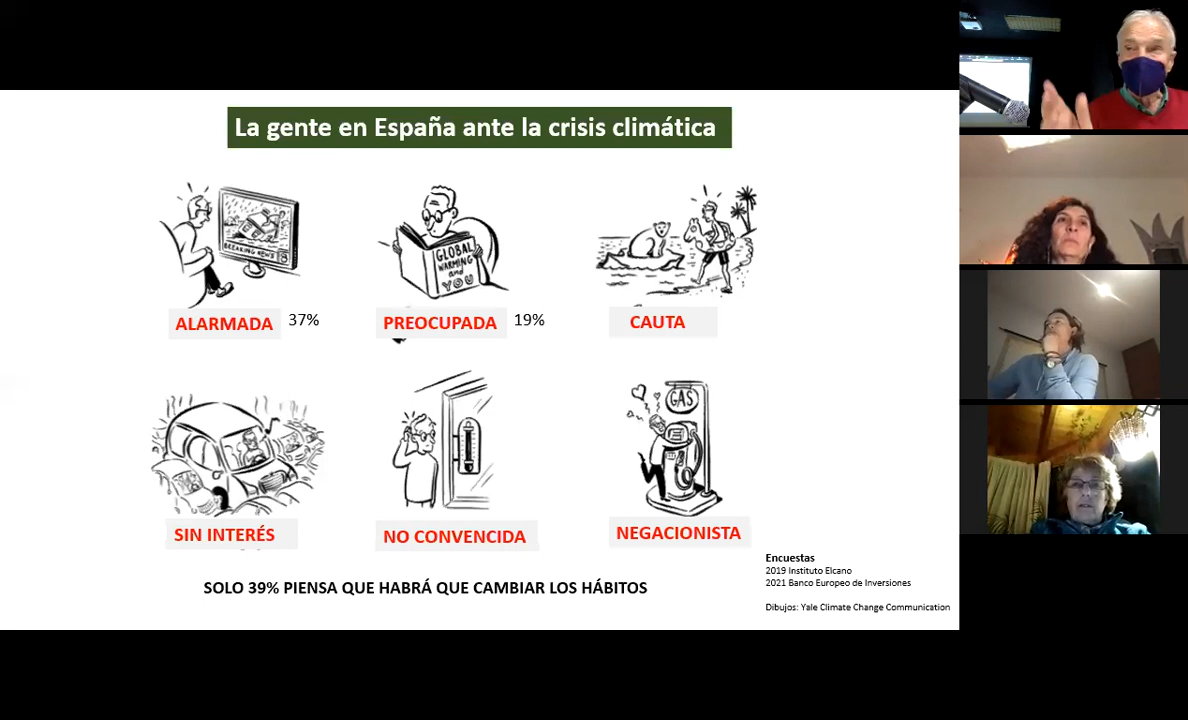 La gente en España ante la crisis climática
BREAKING NEWS
GLOBAL
WARMING
and
YOU
ALARMADA 37%
PREOCUPADA 19%
CAUTA
GAS
SIN INTERÉS
NO CONVENCIDA
NEGACIONISTA
Encuestas
2019 Instituto Elcano
2021 Banco Europeo de Inversiones
SOLO 39% PIENSA QUE HABRÁ QUE CAMBIAR LOS HÁBITOS
Dibujos: Yale Climate Change Communication